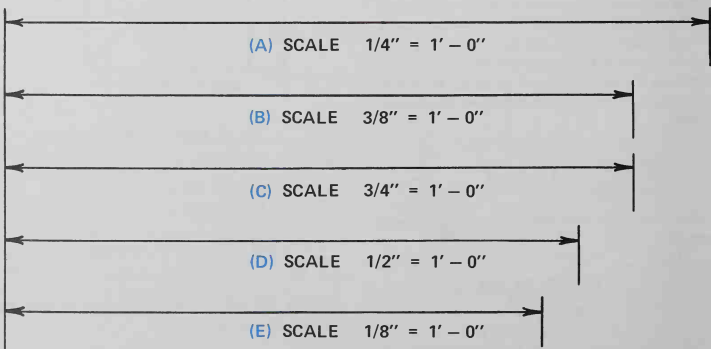 (A) SCALE 1/4" = 1' – 0"
(B) SCALE 3/8" = 1' – 0"
(C) SCALE 3/4" = 1' – 0"
(D) SCALE 1/2" = 1' – 0"
(E) SCALE 1/8" = 1' – 0"